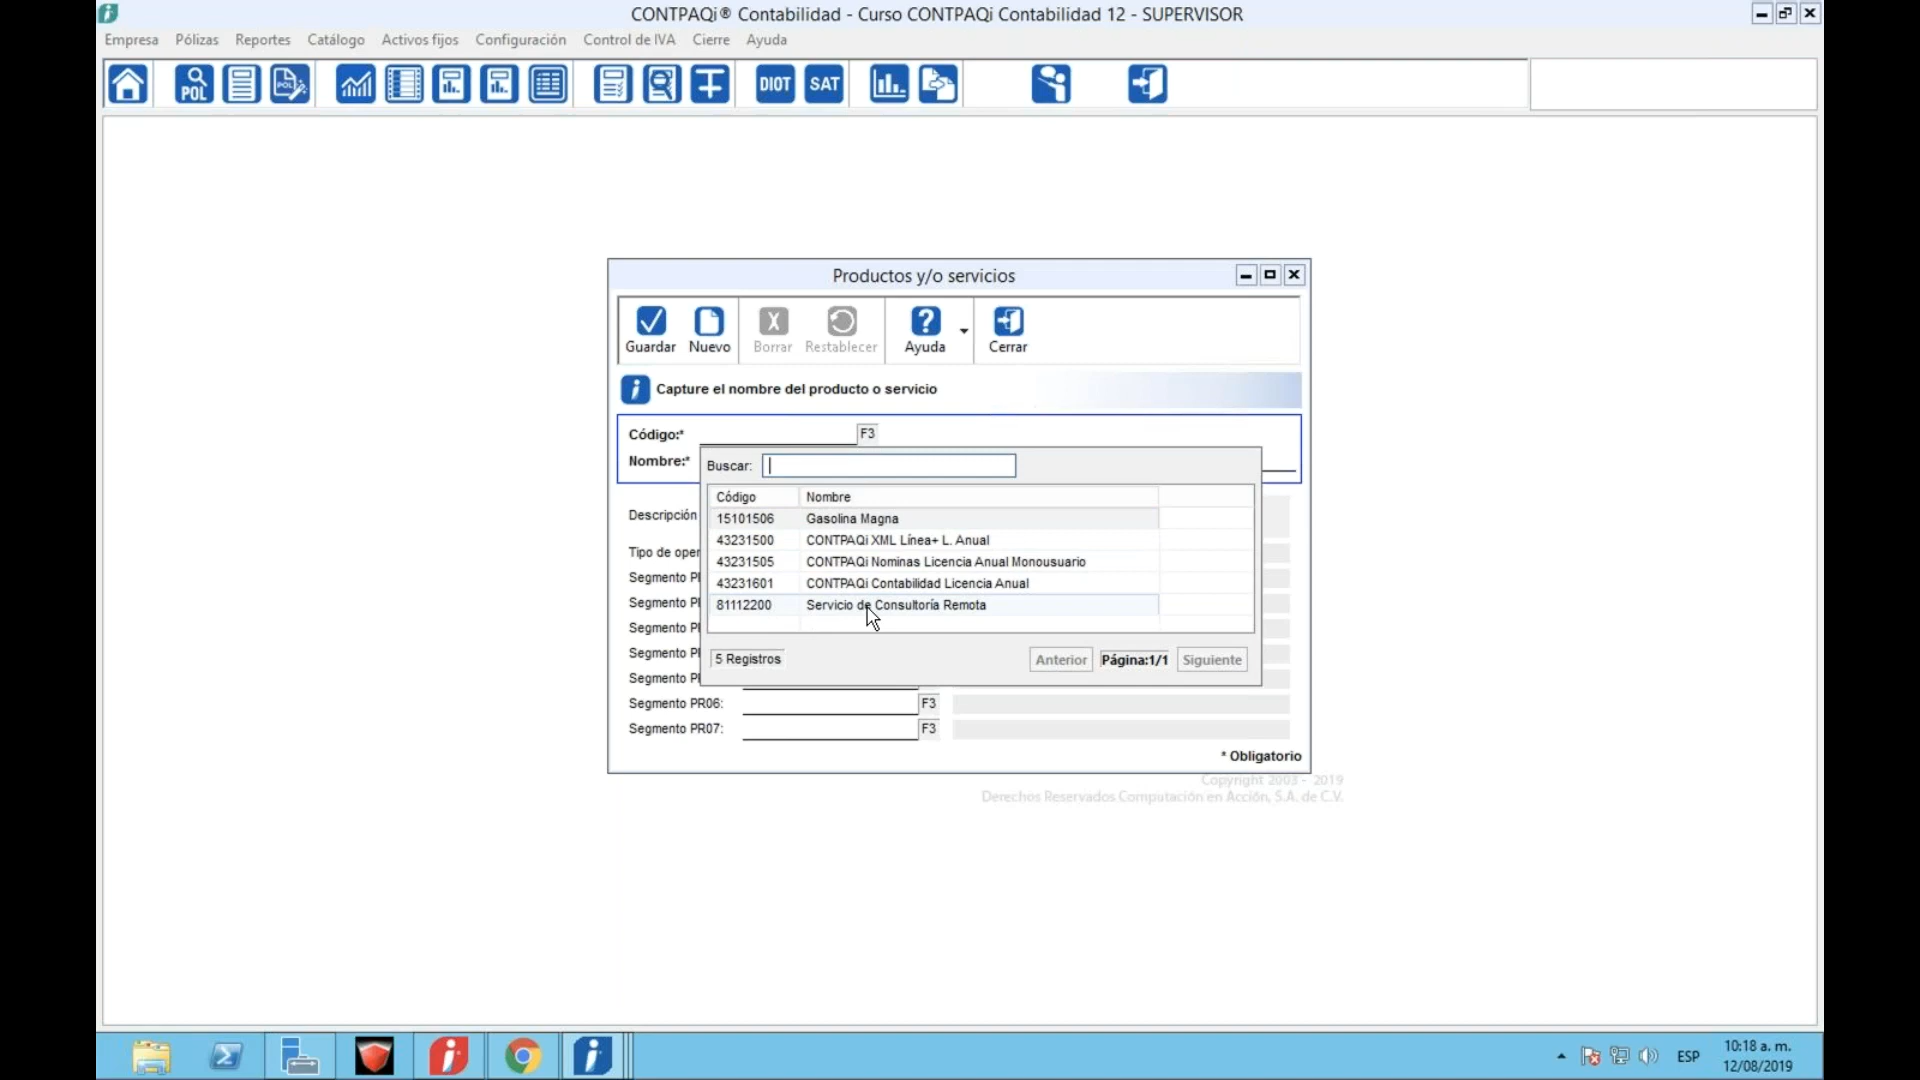 CONTPAQi® Contabilidad - Curso CONTPAQi Contabilidad 12 - SUPERVISOR
Empresa Pólizas Reportes Catálogo Activos fijos Configuración Control de IVA Cierre Ayuda
POL POL DIOT SAT
Productos y/o servicios
Guardar Nuevo Borrar Restablecer Ayuda Cerrar
Capture el nombre del producto o servicio
Código:* F3
Nombre:*
Buscar:
Código Nombre
15101506 Gasolina Magna
43231500 CONTPAQi XML Línea+ L. Anual
43231505 CONTPAQi Nominas Licencia Anual Monousuario
43231601 CONTPAQi Contabilidad Licencia Anual
81112200 Servicio de Consultoría Remota
5 Registros Anterior Página:1/1 Siguiente
Descripción
Tipo de oper
Segmento P
Segmento P
Segmento P
Segmento P
Segmento P
Segmento PR06: F3
Segmento PR07: F3
* Obligatorio
Copyright 2003 - 2019
Derechos Reservados Computación en Acción, S.A. de C.V.
ESP
10:18 a. m.
12/08/2019